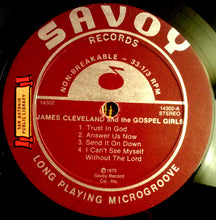 SAVOY
RECORDS
NON-BREAKABLE - 33-1/3 RPM
14302
14302-A
STEREO
PUBLIC LIBRARY
JAMES CLEVELAND and the GOSPEL GIRLS
1 Trust In God
2 Answer Us Now
3 Send It On Down
4 I Can't See Myself
Without The Lord
℗ 1973
Savoy Record
Co., Inc
LONG PLAYING MICROGROOVE